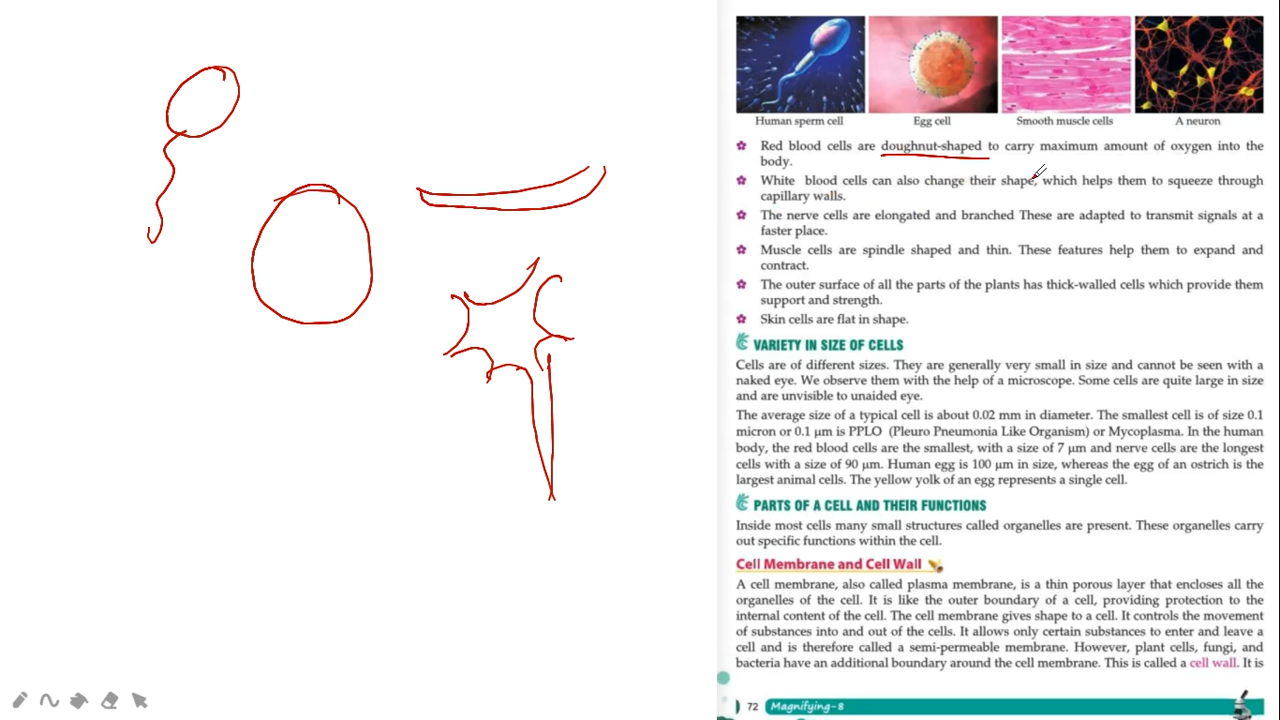 Human sperm cell
Egg cell
Smooth muscle cells
A neuron
Red blood cells are doughnut-shaped to carry maximum amount of oxygen into the
body.
White blood cells can also change their shape, which helps them to squeeze through
capillary walls.
The nerve cells are elongated and branched These are adapted to transmit signals at a
faster place.
Muscle cells are spindle shaped and thin. These features help them to expand and
contract.
The outer surface of all the parts of the plants has thick-walled cells which provide them
support and strength.
Skin cells are flat in shape.
VARIETY IN SIZE OF CELLS
Cells are of different sizes. They are generally very small in size and cannot be seen with a
naked eye. We observe them with the help of a microscope. Some cells are quite large in size
and are unvisible to unaided eye.
The average size of a typical cell is about 0.02 mm in diameter. The smallest cell is of size 0.1
micron or 0.1 μm is PPLO (Pleuro Pneumonia Like Organism) or Mycoplasma. In the human
body, the red blood cells are the smallest, with a size of 7 μm and nerve cells are the longest
cells with a size of 90 μm. Human egg is 100 μm in size, whereas the egg of an ostrich is the
largest animal cells. The yellow yolk of an egg represents a single cell.
PARTS OF A CELL AND THEIR FUNCTIONS
Inside most cells many small structures called organelles are present. These organelles carry
out specific functions within the cell.
Cell Membrane and Cell Wall
A cell membrane, also called plasma membrane, is a thin porous layer that encloses all the
organelles of the cell. It is like the outer boundary of a cell, providing protection to the
internal content of the cell. The cell membrane gives shape to a cell. It controls the movement
of substances into and out of the cells. It allows only certain substances to enter and leave a
cell and is therefore called a semi-permeable membrane. However, plant cells, fungi, and
bacteria have an additional boundary around the cell membrane. This is called a cell wall. It is
72 Magnifying-8